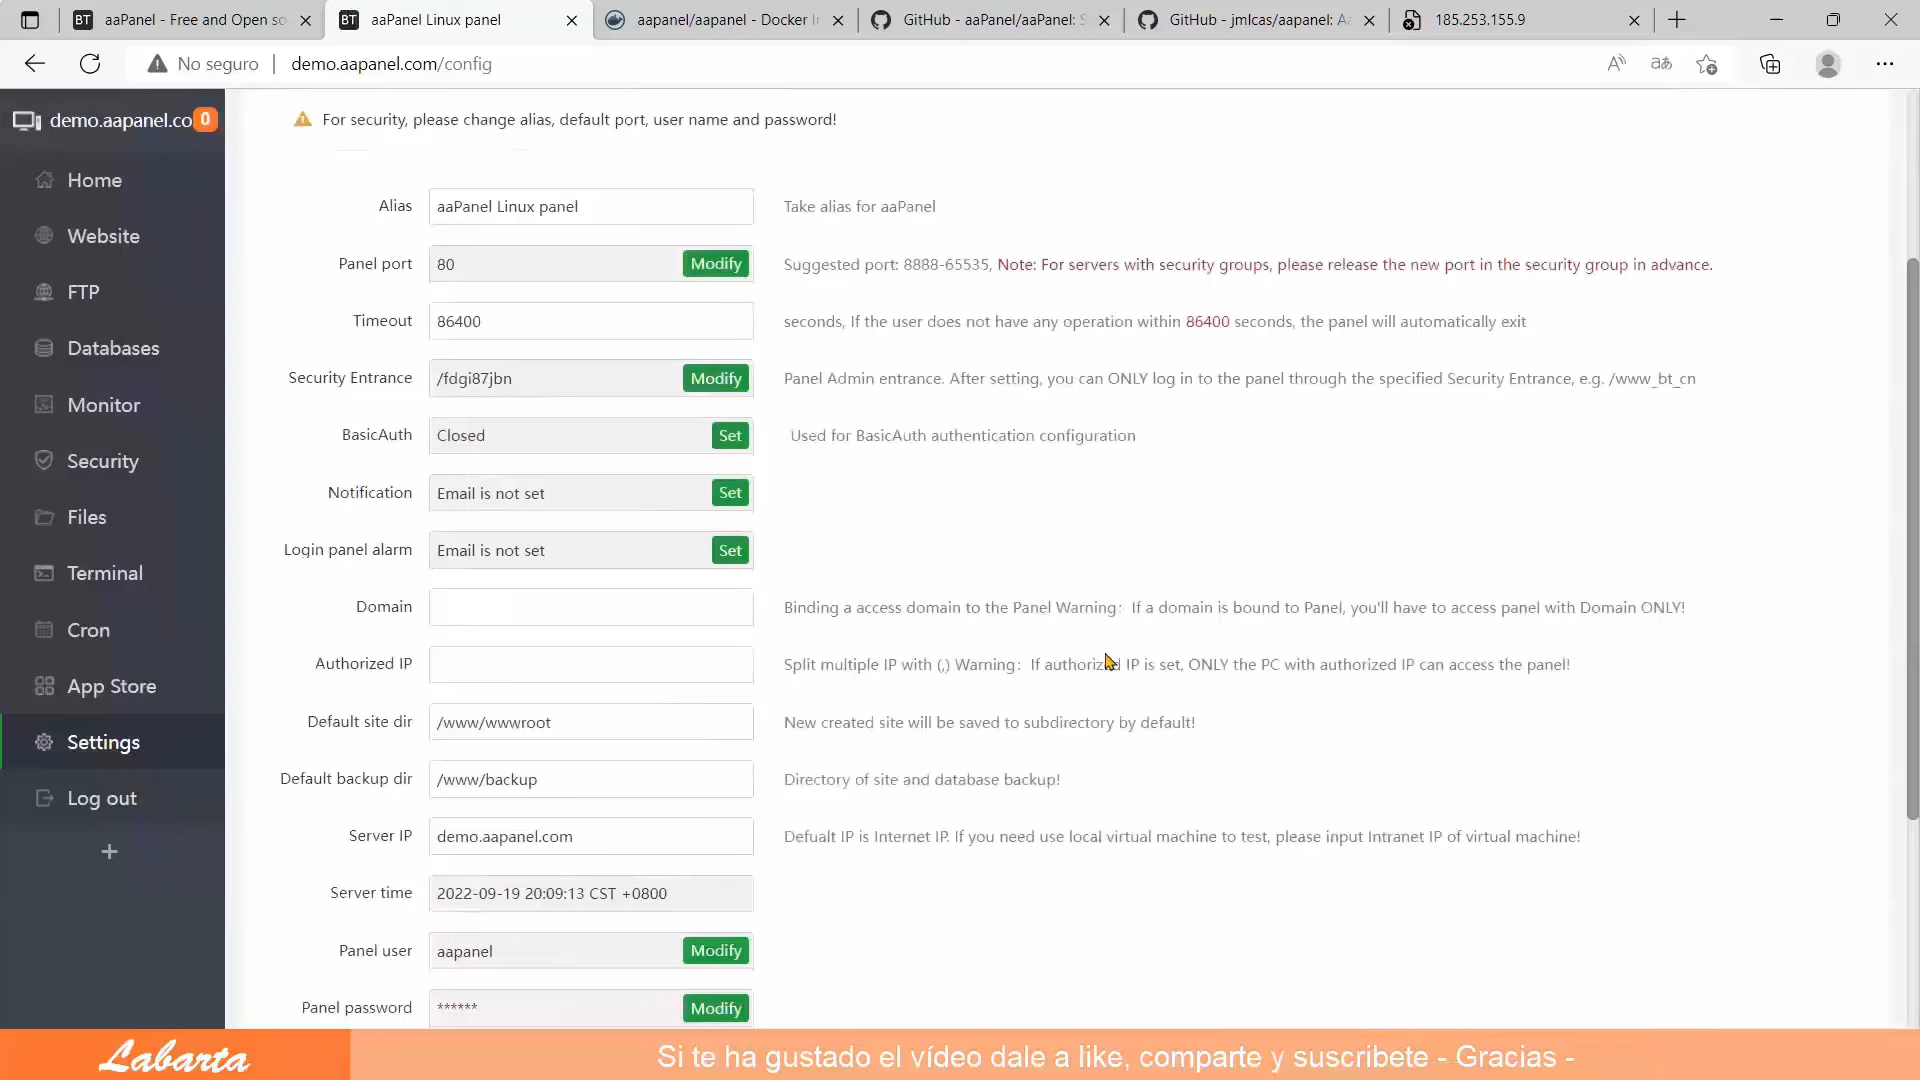 BT aaPanel - Free and Open so
BT aaPanel Linux panel
aapanel/aapanel - Docker I
GitHub - aaPanel/aaPanel: S
GitHub - jmlcas/aapanel: Aa
185.253.155.9
No seguro
demo.aapanel.com/config
demo.aapanel.co 0
Home
Website
FTP
Databases
Monitor
Security
Files
Terminal
Cron
App Store
Settings
Log out
For security, please change alias, default port, user name and password!
Alias aaPanel Linux panel Take alias for aaPanel
Panel port 80 Modify Suggested port: 8888-65535, Note: For servers with security groups, please release the new port in the security group in advance.
Timeout 86400 seconds, If the user does not have any operation within 86400 seconds, the panel will automatically exit
Security Entrance /fdgi87jbn Modify Panel Admin entrance. After setting, you can ONLY log in to the panel through the specified Security Entrance, e.g. /www_bt_cn
BasicAuth Closed Set Used for BasicAuth authentication configuration
Notification Email is not set Set
Login panel alarm Email is not set Set
Domain Binding a access domain to the Panel Warning: If a domain is bound to Panel, you'll have to access panel with Domain ONLY!
Authorized IP Split multiple IP with (,) Warning: If authorized IP is set, ONLY the PC with authorized IP can access the panel!
Default site dir /www/wwwroot New created site will be saved to subdirectory by default!
Default backup dir /www/backup Directory of site and database backup!
Server IP demo.aapanel.com Defualt IP is Internet IP. If you need use local virtual machine to test, please input Intranet IP of virtual machine!
Server time 2022-09-19 20:09:13 CST +0800
Panel user aapanel Modify
Panel password ****** Modify
Labarta
Si te ha gustado el vídeo dale a like, comparte y suscribete - Gracias -